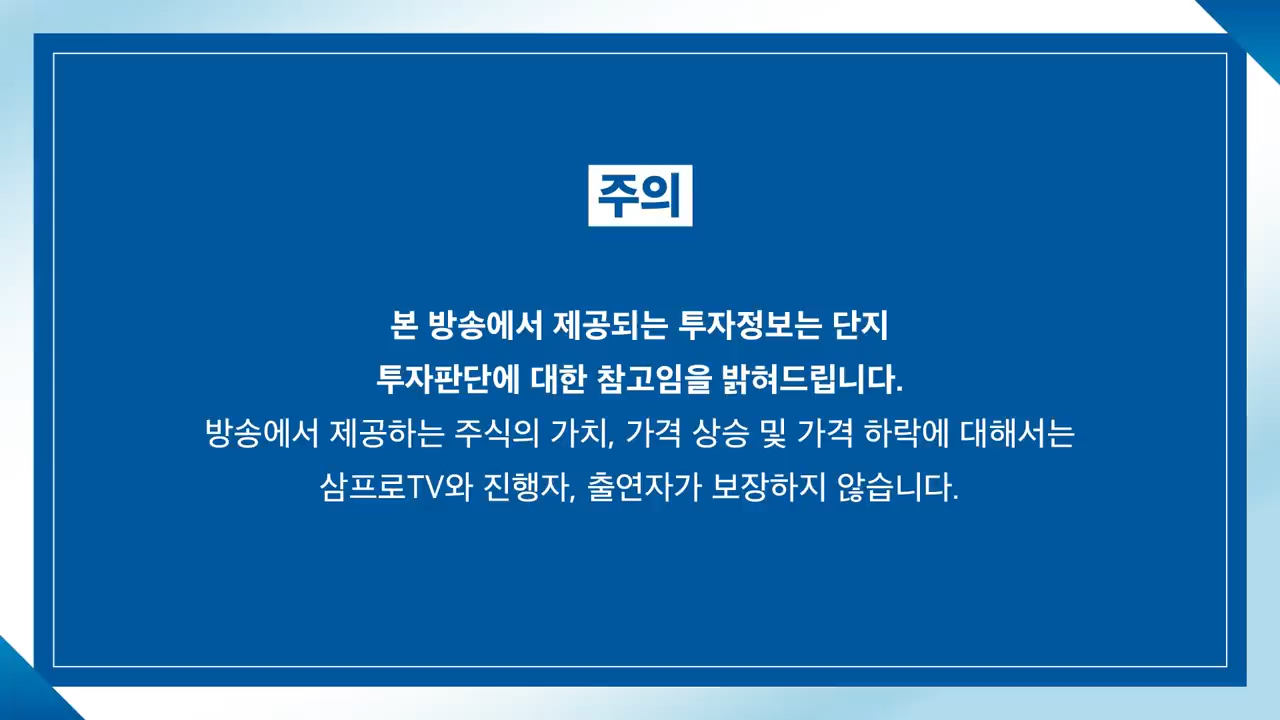 주의
본 방송에서 제공되는 투자정보는 단지
투자판단에 대한 참고임을 밝혀드립니다.
방송에서 제공하는 주식의 가치, 가격 상승 및 가격 하락에 대해서는
삼프로TV와 진행자, 출연자가 보장하지 않습니다.